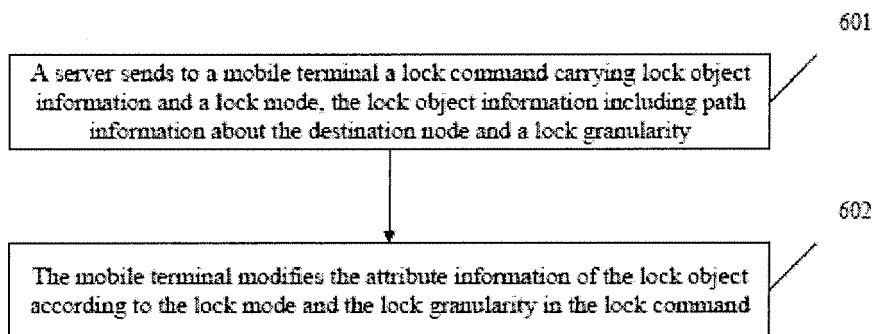 601
A server sends to a mobile terminal a lock command carrying lock object
information and a lock mode, the lock object information including path
information about the destination node and a lock granularity
602
The mobile terminal modifies the attribute information of the lock object
according to the lock mode and the lock granularity in the lock command